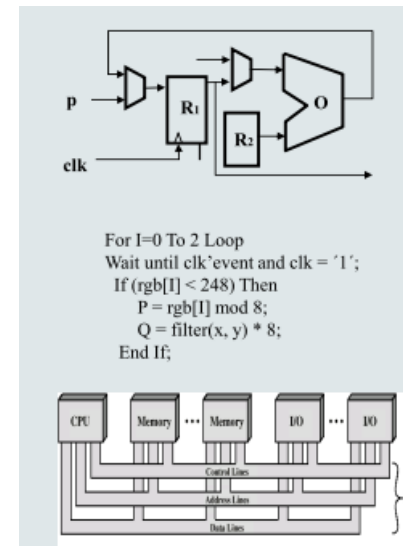 p
R1
R2
O
clk
For I=0 To 2 Loop
Wait until clk'event and clk = ´1´;
If (rgb[I] < 248) Then
P = rgb[I] mod 8;
Q = filter(x, y) * 8;
End If;
CPU Memory ••• Memory I/O ••• I/O
Control Lines
Address Lines
Data Lines